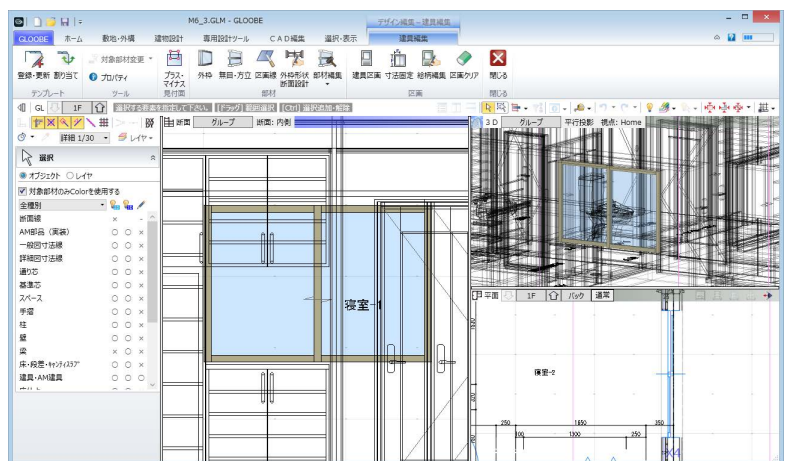 M6_3.GLM - GLOOBE
デザイン編集 - 建具編集
GLOOBE ホーム 敷地・外構 建物設計 専用設計ツール CAD編集 選択・表示 建具編集
登録・更新 割り当て 対象部材変更 プロパティ プラス・マイナス 外枠 無目・方立 区画線 外枠形状断面設計 部材編集 建具区画 寸法固定 絵柄編集 区画クリア 閉じる
テンプレート ツール 見付面 部材 区画 閉じる
GL 1F 選択する要素を指定して下さい。 [ドラッグ] 範囲選択 [Ctrl] 選択追加・解除
断面 グループ 断面: 内側
3D グループ 平行投影 視点: Home
詳細 1/30 レイヤ
選択
オブジェクト レイヤ
対象部材のみColorを使用する
全種別
断面線 × - -
AM部品（実装） ○ ○ ×
一般図寸法線 ○ ○ ×
詳細図寸法線 ○ ○ ×
通り芯 ○ ○ ×
基準芯 ○ ○ ×
スペース ○ ○ ×
手摺 ○ ○ ×
柱 ○ ○ ×
壁 ○ ○ ×
梁 × ○ ×
床・段差・キャンティスラブ ○ ○ ×
建具・AM建具 ○ ○ ○
寝室-1
平面 1F バック 通常
寝室-2
250 1650 350
100 1300 250